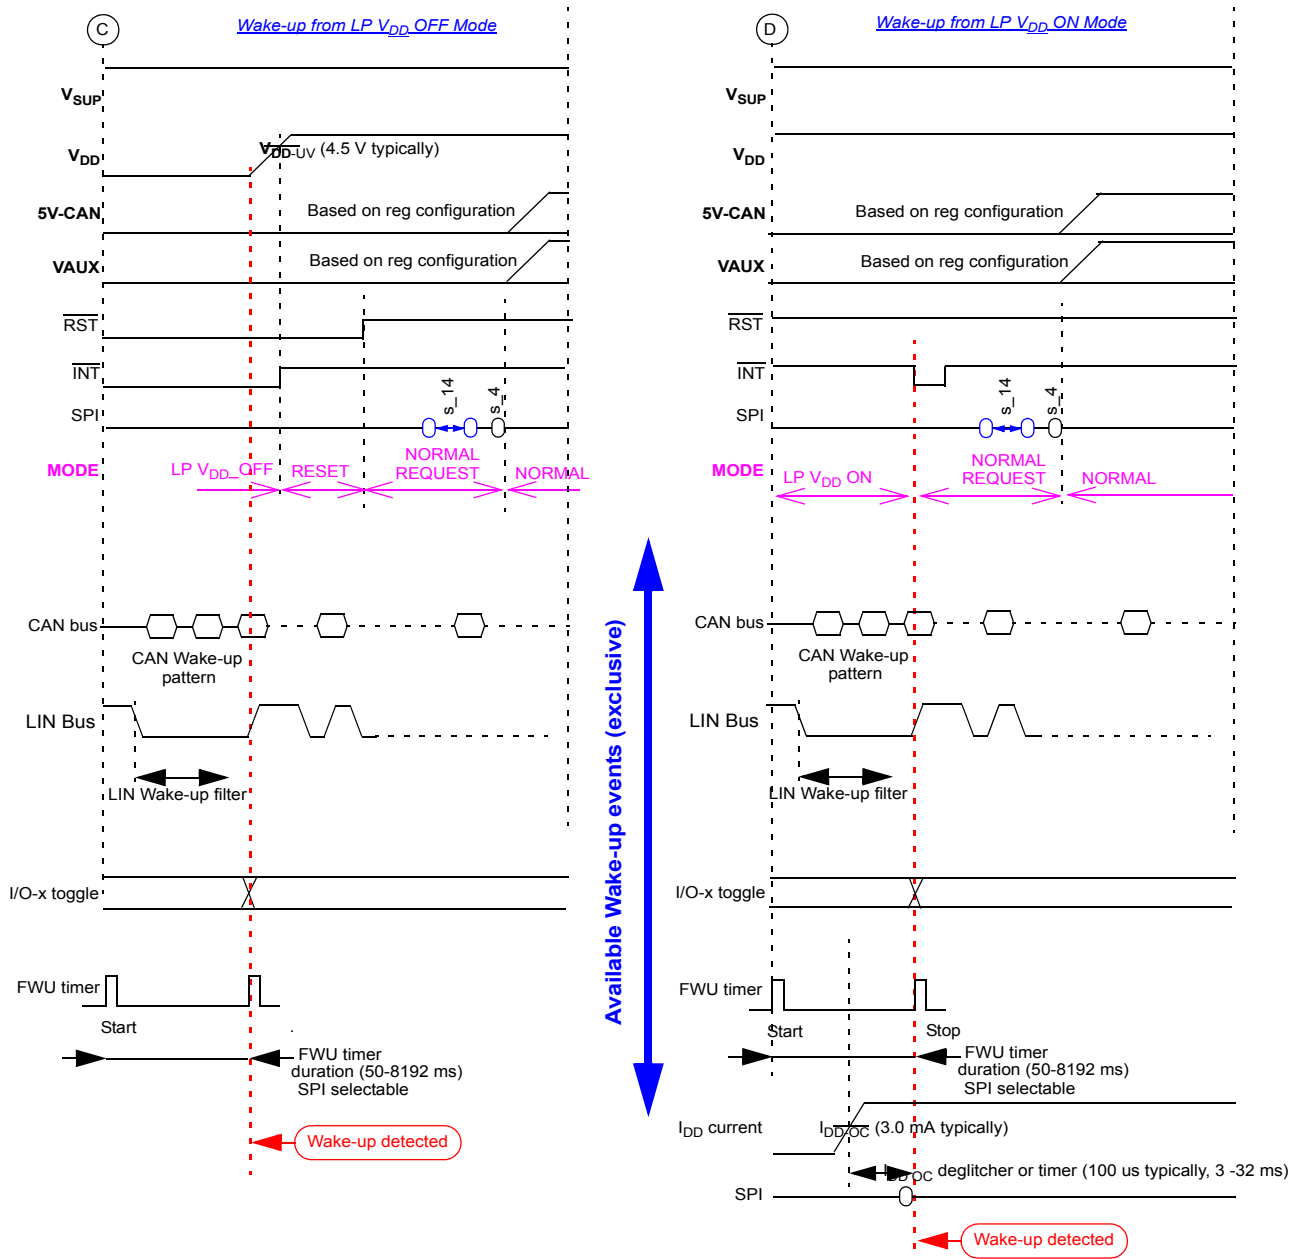 C
Wake-up from LP VDD OFF Mode
VSUP
VDD
VDD-UV (4.5 V typically)
5V-CAN
Based on reg configuration
VAUX
Based on reg configuration
RST
INT
SPI
s_14
s_4
MODE
LP VDD_OFF
RESET
NORMAL
REQUEST
NORMAL
CAN bus
CAN Wake-up
pattern
LIN Bus
LIN Wake-up filter
I/O-x toggle
FWU timer
Start
FWU timer
duration (50-8192 ms)
SPI selectable
Wake-up detected
Available Wake-up events (exclusive)
D
Wake-up from LP VDD ON Mode
VSUP
VDD
5V-CAN
Based on reg configuration
VAUX
Based on reg configuration
RST
INT
SPI
s_14
s_4
MODE
LP VDD ON
NORMAL
REQUEST
NORMAL
CAN bus
CAN Wake-up
pattern
LIN Bus
LIN Wake-up filter
I/O-x toggle
FWU timer
Start
Stop
FWU timer
duration (50-8192 ms)
SPI selectable
IDD current
IDD-OC (3.0 mA typically)
IDD OC deglitcher or timer (100 us typically, 3 -32 ms)
SPI
Wake-up detected